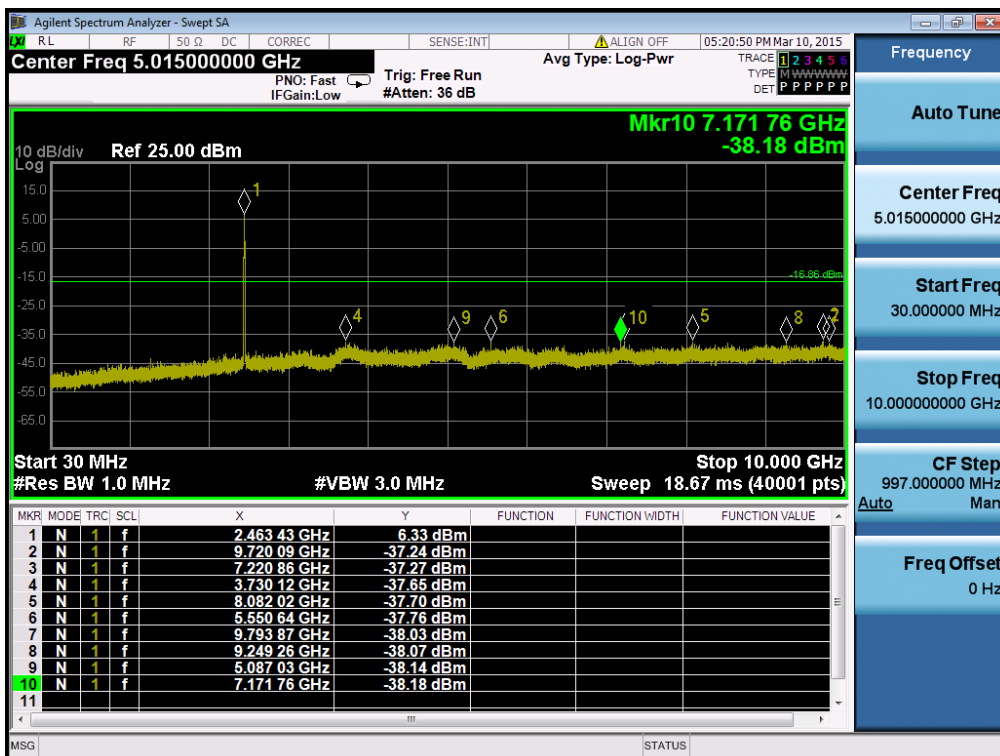 Agilent Spectrum Analyzer - Swept SA
LXI RL RF 50 Ω DC CORREC SENSE:INT ALIGN OFF 05:20:50 PM Mar 10, 2015
Center Freq 5.015000000 GHz
PNO: Fast
IFGain:Low
Trig: Free Run
#Atten: 36 dB
Avg Type: Log-Pwr
TRACE 1 2 3 4 5 6
TYPE M W W W W W
DET P P P P P P
Mkr10 7.171 76 GHz
-38.18 dBm
10 dB/div Ref 25.00 dBm
Log
15.0
5.00
-5.00
-15.0
-25.0
-35.0
-45.0
-55.0
-65.0
-16.86 dBm
1
4
9
6
10
5
8
2
Start 30 MHz Stop 10.000 GHz
#Res BW 1.0 MHz #VBW 3.0 MHz Sweep 18.67 ms (40001 pts)
MKR MODE TRC SCL X Y FUNCTION FUNCTION WIDTH FUNCTION VALUE
1 N 1 f 2.463 43 GHz 6.33 dBm
2 N 1 f 9.720 09 GHz -37.24 dBm
3 N 1 f 7.220 86 GHz -37.27 dBm
4 N 1 f 3.730 12 GHz -37.65 dBm
5 N 1 f 8.082 02 GHz -37.70 dBm
6 N 1 f 5.550 64 GHz -37.76 dBm
7 N 1 f 9.793 87 GHz -38.03 dBm
8 N 1 f 9.249 26 GHz -38.07 dBm
9 N 1 f 5.087 03 GHz -38.14 dBm
10 N 1 f 7.171 76 GHz -38.18 dBm
11
MSG STATUS
Frequency
Auto Tune
Center Freq
5.015000000 GHz
Start Freq
30.000000 MHz
Stop Freq
10.000000000 GHz
CF Step
997.000000 MHz
Auto Man
Freq Offset
0 Hz